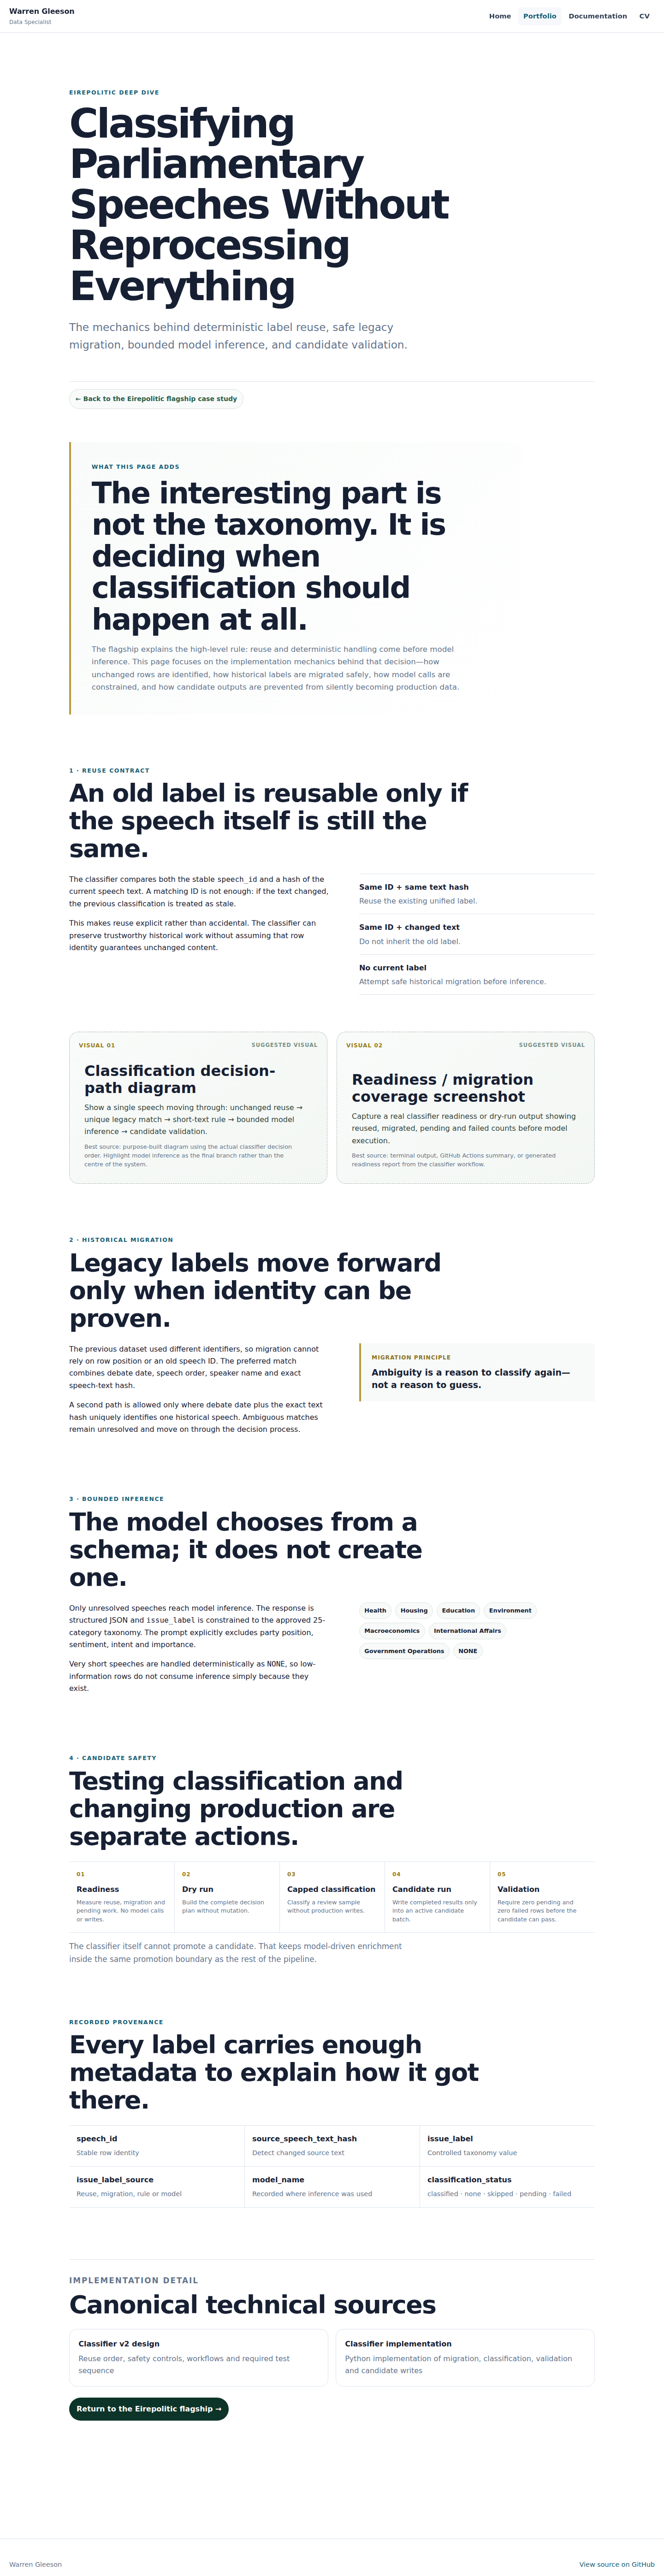 Warren Gleeson
Data Specialist
Home
Portfolio
Documentation
CV
EIREPOLITIC DEEP DIVE
Classifying
Parliamentary
Speeches Without
Reprocessing
Everything
The mechanics behind deterministic label reuse, safe legacy
migration, bounded model inference, and candidate validation.
← Back to the Eirepolitic flagship case study
WHAT THIS PAGE ADDS
The interesting part is
not the taxonomy. It is
deciding when
classification should
happen at all.
The flagship explains the high-level rule: reuse and deterministic handling come before model
inference. This page focuses on the implementation mechanics behind that decision—how
unchanged rows are identified, how historical labels are migrated safely, how model calls are
constrained, and how candidate outputs are prevented from silently becoming production data.
1 · REUSE CONTRACT
An old label is reusable only if
the speech itself is still the
same.
The classifier compares both the stable speech_id and a hash of the
current speech text. A matching ID is not enough: if the text changed,
the previous classification is treated as stale.
This makes reuse explicit rather than accidental. The classifier can
preserve trustworthy historical work without assuming that row
identity guarantees unchanged content.
Same ID + same text hash
Reuse the existing unified label.
Same ID + changed text
Do not inherit the old label.
No current label
Attempt safe historical migration before inference.
VISUAL 01
SUGGESTED VISUAL
Classification decision-
path diagram
Show a single speech moving through: unchanged reuse →
unique legacy match → short-text rule → bounded model
inference → candidate validation.
Best source: purpose-built diagram using the actual classifier decision
order. Highlight model inference as the final branch rather than the
centre of the system.
VISUAL 02
SUGGESTED VISUAL
Readiness / migration
coverage screenshot
Capture a real classifier readiness or dry-run output showing
reused, migrated, pending and failed counts before model
execution.
Best source: terminal output, GitHub Actions summary, or generated
readiness report from the classifier workflow.
2 · HISTORICAL MIGRATION
Legacy labels move forward
only when identity can be
proven.
The previous dataset used different identifiers, so migration cannot
rely on row position or an old speech ID. The preferred match
combines debate date, speech order, speaker name and exact
speech-text hash.
A second path is allowed only where debate date plus the exact text
hash uniquely identifies one historical speech. Ambiguous matches
remain unresolved and move on through the decision process.
MIGRATION PRINCIPLE
Ambiguity is a reason to classify again—
not a reason to guess.
3 · BOUNDED INFERENCE
The model chooses from a
schema; it does not create
one.
Only unresolved speeches reach model inference. The response is
structured JSON and issue_label is constrained to the approved 25-
category taxonomy. The prompt explicitly excludes party position,
sentiment, intent and importance.
Very short speeches are handled deterministically as NONE, so low-
information rows do not consume inference simply because they
exist.
Health
Housing
Education
Environment
Macroeconomics
International Affairs
Government Operations
NONE
4 · CANDIDATE SAFETY
Testing classification and
changing production are
separate actions.
01
Readiness
Measure reuse, migration and
pending work. No model calls
or writes.
02
Dry run
Build the complete decision
plan without mutation.
03
Capped classification
Classify a review sample
without production writes.
04
Candidate run
Write completed results only
into an active candidate
batch.
05
Validation
Require zero pending and
zero failed rows before the
candidate can pass.
The classifier itself cannot promote a candidate. That keeps model-driven enrichment
inside the same promotion boundary as the rest of the pipeline.
RECORDED PROVENANCE
Every label carries enough
metadata to explain how it got
there.
speech_id
Stable row identity
source_speech_text_hash
Detect changed source text
issue_label
Controlled taxonomy value
issue_label_source
Reuse, migration, rule or model
model_name
Recorded where inference was used
classification_status
classified · none · skipped · pending · failed
IMPLEMENTATION DETAIL
Canonical technical sources
Classifier v2 design
Reuse order, safety controls, workflows and required test
sequence
Classifier implementation
Python implementation of migration, classification, validation
and candidate writes
Return to the Eirepolitic flagship →
Warren Gleeson
View source on GitHub